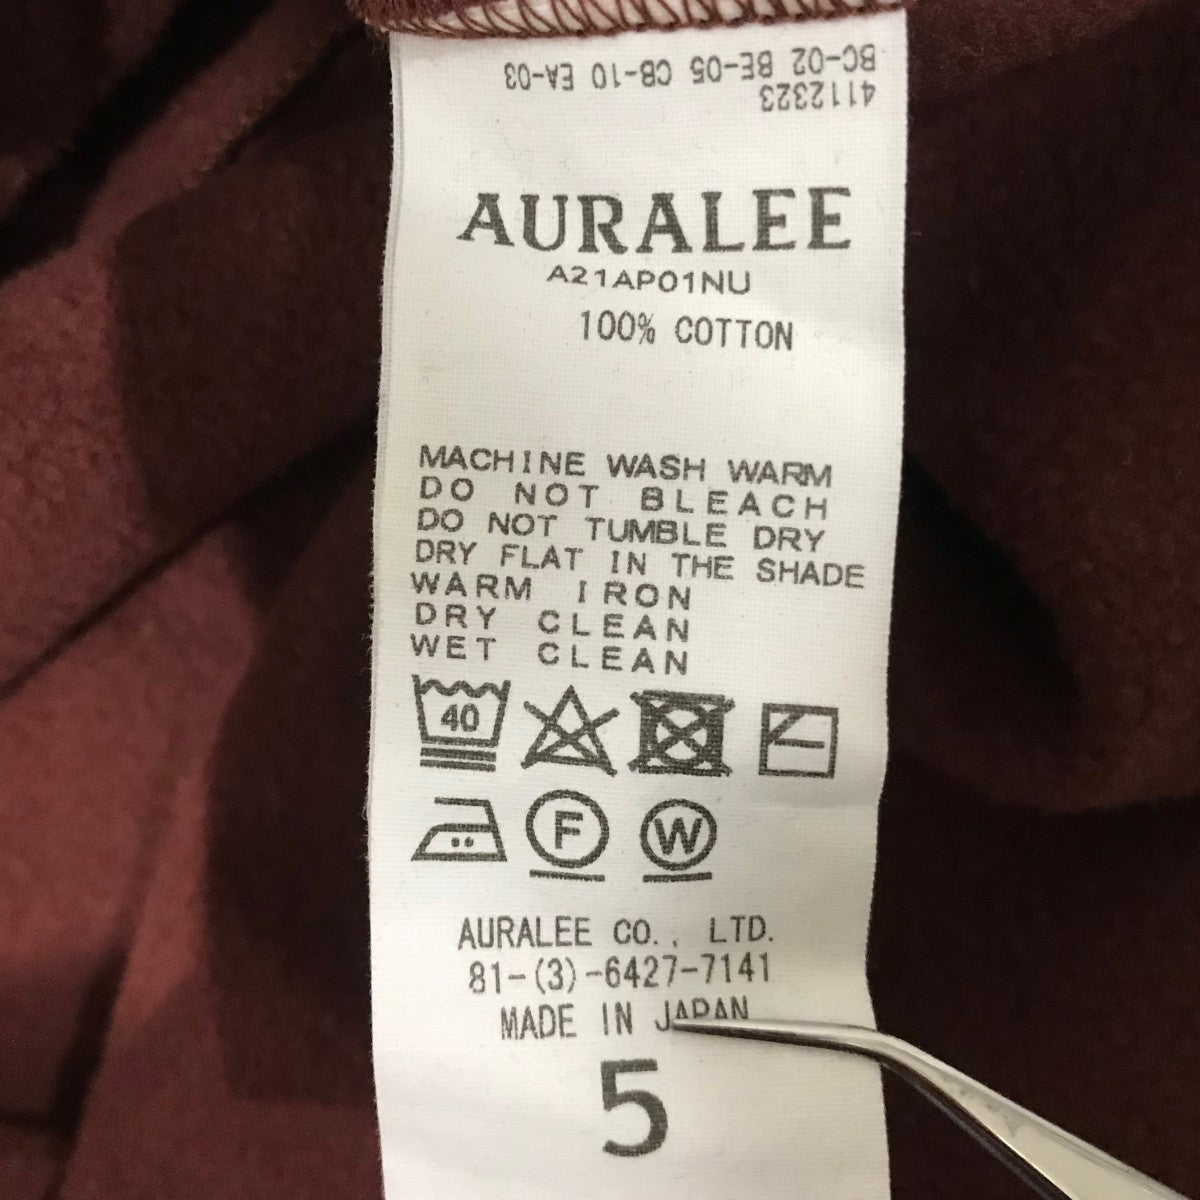 BC-02 BE-05 CB-10 EA-03
4112323
AURALEE
A21AP01NU
100% COTTON
MACHINE WASH WARM
DO NOT BLEACH
DO NOT TUMBLE DRY
DRY FLAT IN THE SHADE
WARM IRON
DRY CLEAN
WET CLEAN
40
F W
AURALEE CO., LTD.
81-(3)-6427-7141
MADE IN JAPAN
5